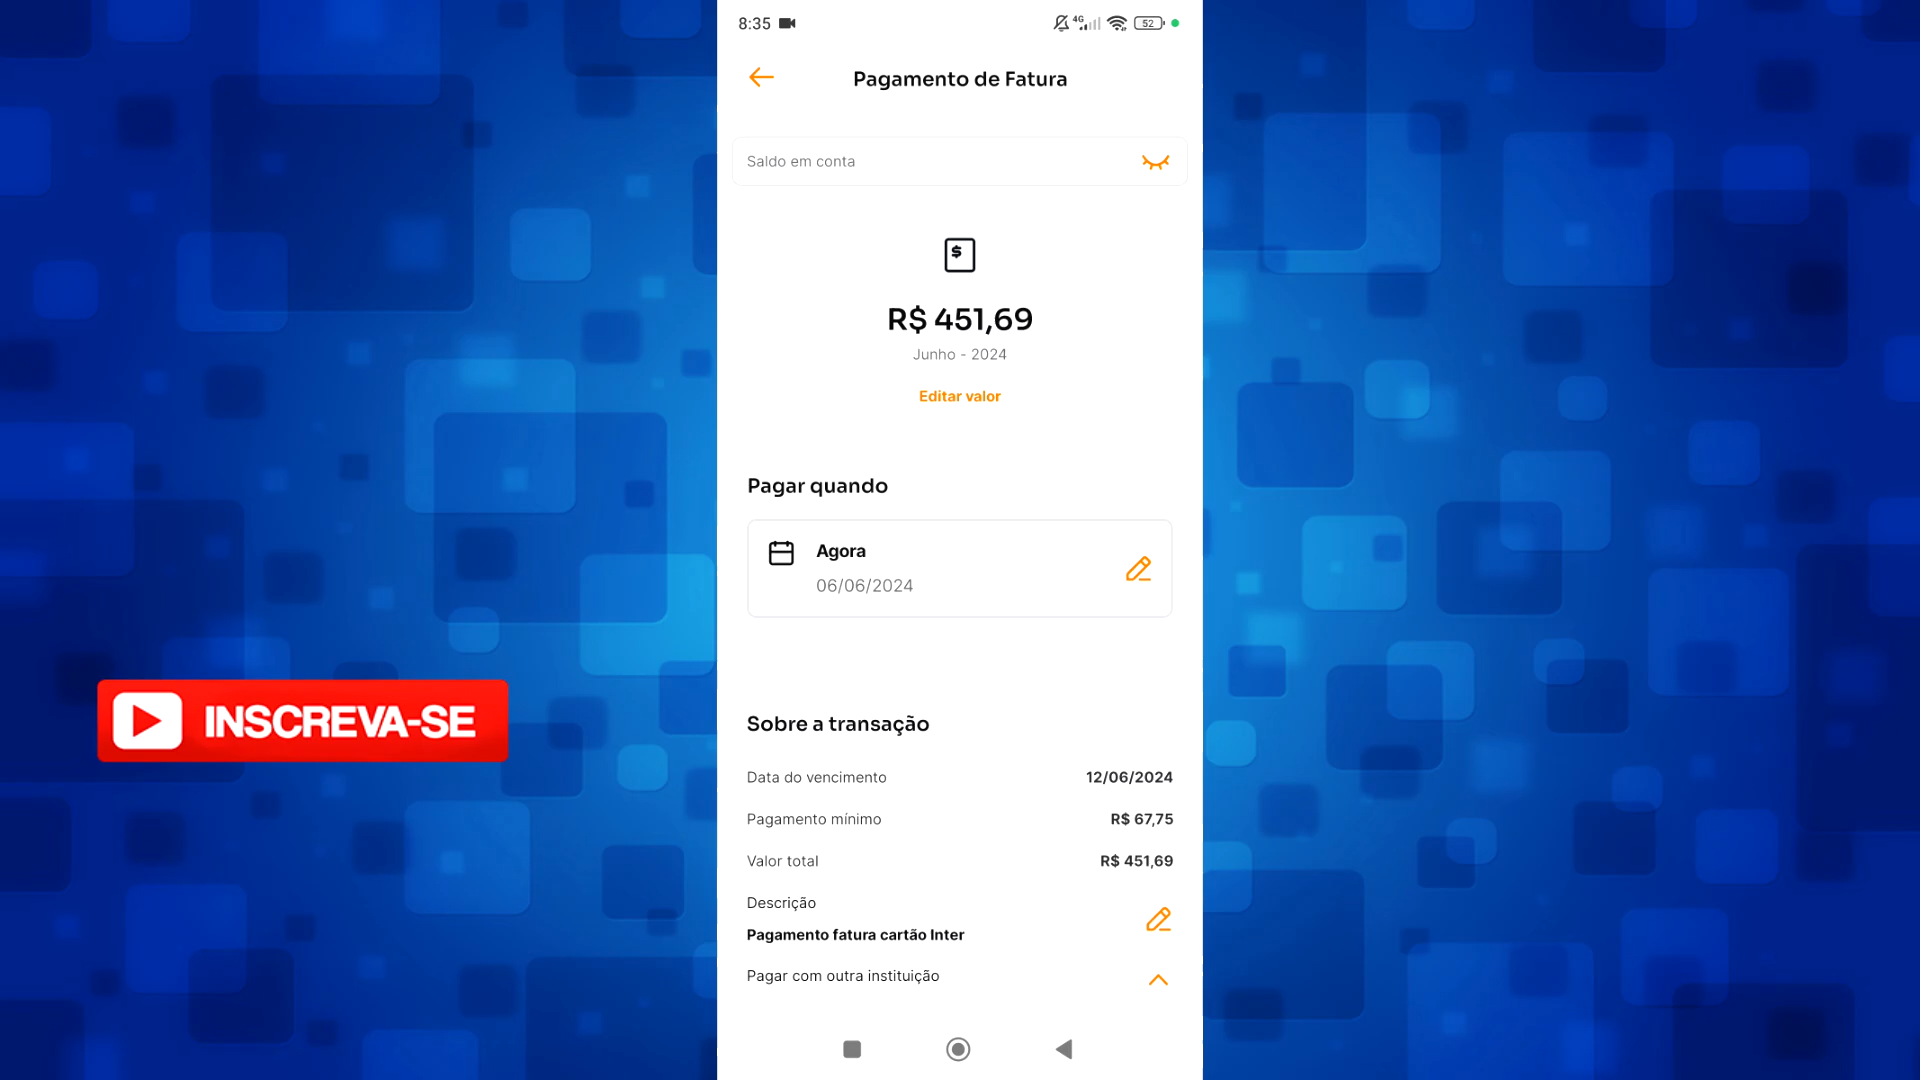 8:35
4G
52
Pagamento de Fatura
Saldo em conta
$
R$ 451,69
Junho - 2024
Editar valor
Pagar quando
Agora
06/06/2024
INSCREVA-SE
Sobre a transação
Data do vencimento 12/06/2024
Pagamento mínimo R$ 67,75
Valor total R$ 451,69
Descrição
Pagamento fatura cartão Inter
Pagar com outra instituição